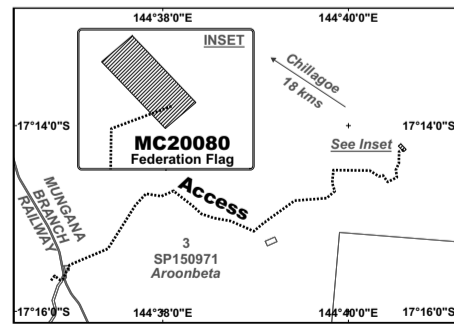 144°38'0"E
144°40'0"E
INSET
Chillagoe
18 kms
17°14'0"S
17°14'0"S
MC20080
Federation Flag
See Inset
Access
MUNGANA
BRANCH
RAILWAY
3
SP150971
Aroonbeta
17°16'0"S
17°16'0"S
144°38'0"E
144°40'0"E